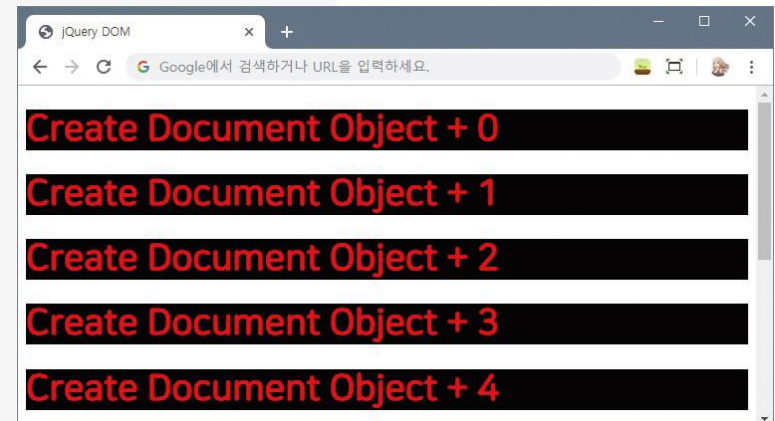 jQuery DOM
Google에서 검색하거나 URL을 입력하세요.
Create Document Object + 0
Create Document Object + 1
Create Document Object + 2
Create Document Object + 3
Create Document Object + 4